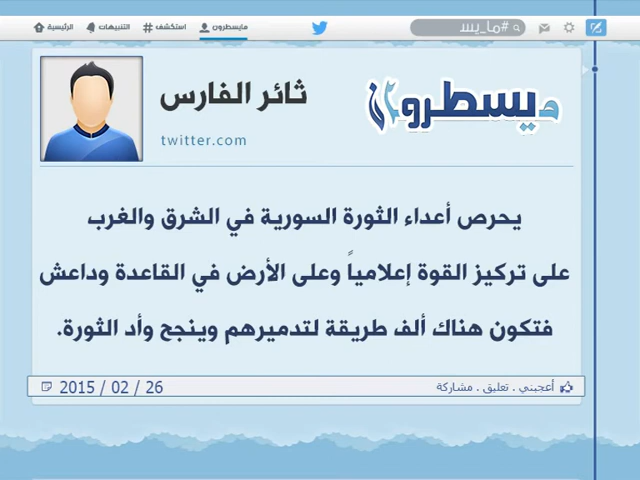 الرئيسية
التنبيهات
# استكشف
مايسطرون
#ما_يس
ثائر الفارس
twitter.com
مايسطرون
يحرص أعداء الثورة السورية في الشرق والغرب
على تركيز القوة إعلامياً وعلى الأرض في القاعدة وداعش
فتكون هناك ألف طريقة لتدميرهم وينجح وأد الثورة.
أعجبني . تعليق . مشاركة
2015 / 02 / 26